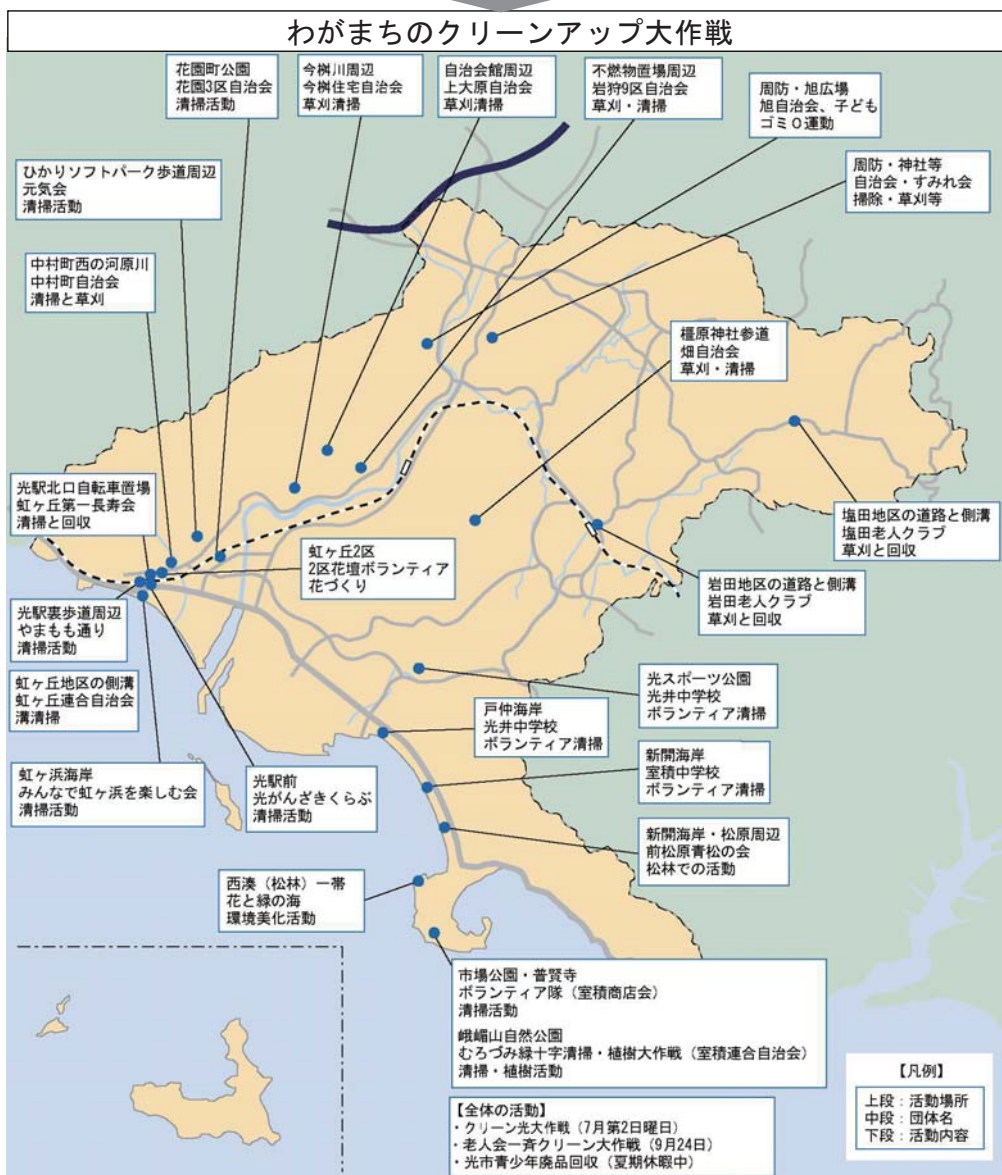 わがまちのクリーンアップ大作戦
花園町公園
花園3区自治会
清掃活動
今桝川周辺
今桝住宅自治会
草刈清掃
自治会館周辺
上大原自治会
草刈清掃
不燃物置場周辺
岩狩9区自治会
草刈・清掃
周防・旭広場
旭自治会、子ども
ゴミ0運動
ひかりソフトパーク歩道周辺
元気会
清掃活動
周防・神社等
自治会・すみれ会
掃除・草刈等
中村町西の河原川
中村町自治会
清掃と草刈
橿原神社参道
畑自治会
草刈・清掃
光駅北口自転車置場
虹ヶ丘第一長寿会
清掃と回収
虹ヶ丘2区
2区花壇ボランティア
花づくり
塩田地区の道路と側溝
塩田老人クラブ
草刈と回収
岩田地区の道路と側溝
岩田老人クラブ
草刈と回収
光駅裏歩道周辺
やまもも通り
清掃活動
虹ヶ丘地区の側溝
虹ヶ丘連合自治会
溝清掃
光スポーツ公園
光井中学校
ボランティア清掃
戸仲海岸
光井中学校
ボランティア清掃
虹ヶ浜海岸
みんなで虹ヶ浜を楽しむ会
清掃活動
光駅前
光がんざきくらぶ
清掃活動
新開海岸
室積中学校
ボランティア清掃
新開海岸・松原周辺
前松原青松の会
松林での活動
西湊（松林）一帯
花と緑の海
環境美化活動
市場公園・普賢寺
ボランティア隊（室積商店会）
清掃活動
峨嵋山自然公園
むろづみ緑十字清掃・植樹大作戦（室積連合自治会）
清掃・植樹活動
【全体の活動】
・クリーン光大作戦（7月第2日曜日）
・老人会一斉クリーン大作戦（9月24日）
・光市青少年廃品回収（夏期休暇中）
【凡例】
上段：活動場所
中段：団体名
下段：活動内容